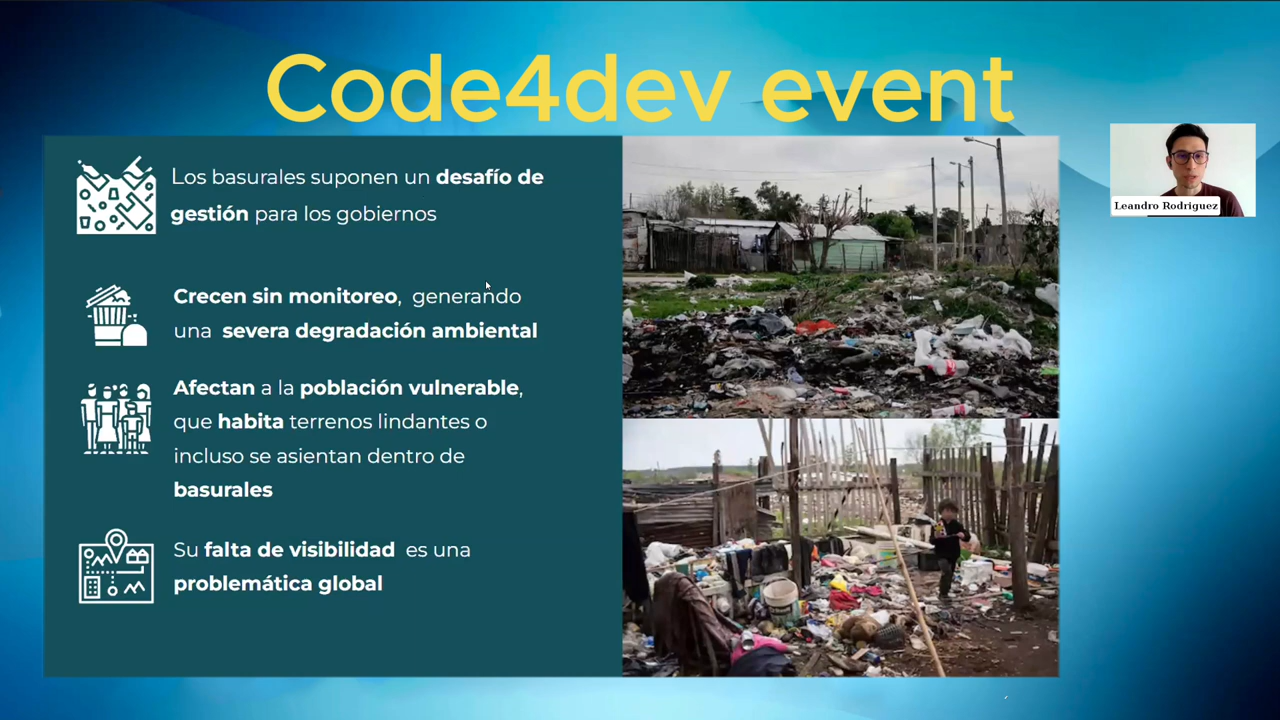 Code4dev event
Los basurales suponen un desafío de
gestión para los gobiernos
Crecen sin monitoreo, generando
una severa degradación ambiental
Afectan a la población vulnerable,
que habita terrenos lindantes o
incluso se asientan dentro de
basurales
Su falta de visibilidad es una
problemática global
Leandro Rodriguez